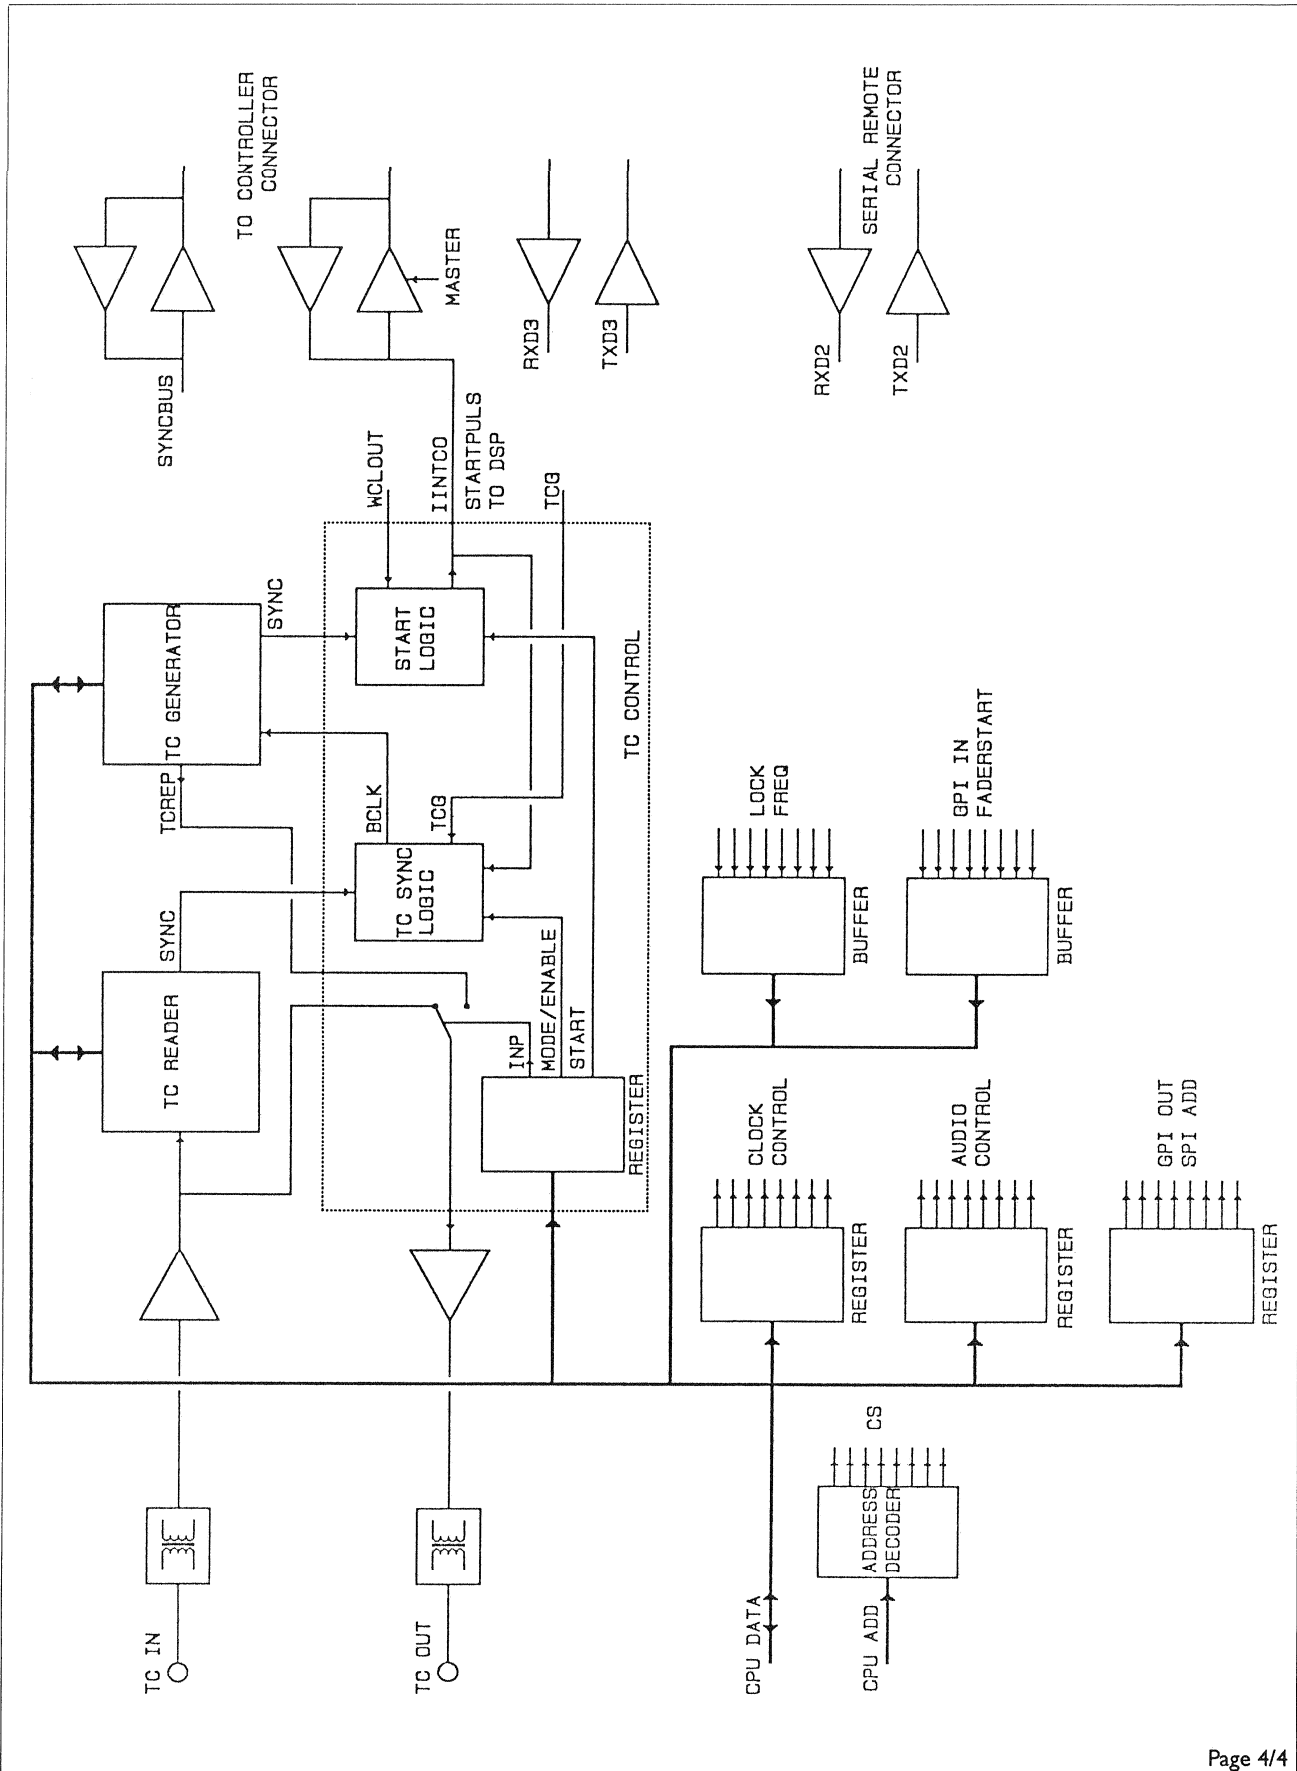 TC IN
TC OUT
TC READER
SYNC
TCREP
TC GENERATOR
SYNC
SYNCBUS
TO CONTROLLER
CONNECTOR
INP
MODE/ENABLE
START
REGISTER
TC SYNC
LOGIC
BCLK
TCG
START
LOGIC
WCLOUT
IINTCO
STARTPULS
TO DSP
TCG
TC CONTROL
MASTER
RXD3
TXD3
SERIAL REMOTE
CONNECTOR
RXD2
TXD2
CPU DATA
CPU ADD
ADDRESS
DECODER
CS
REGISTER
CLOCK
CONTROL
REGISTER
AUDIO
CONTROL
REGISTER
GPI OUT
SPI ADD
BUFFER
LOCK
FREQ
BUFFER
GPI IN
FADERSTART
Page 4/4